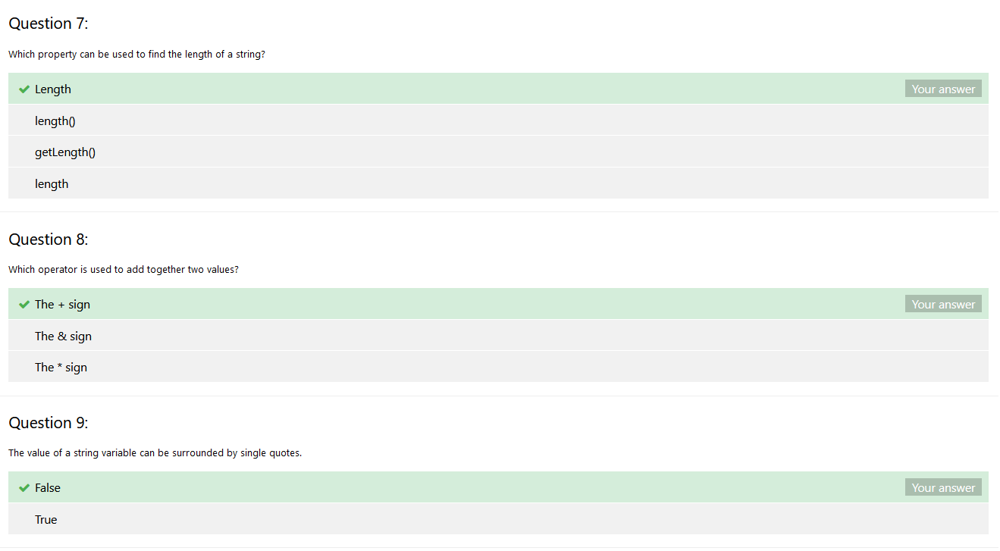 Question 7:
Which property can be used to find the length of a string?
Length Your answer
length()
getLength()
length
Question 8:
Which operator is used to add together two values?
The + sign Your answer
The & sign
The * sign
Question 9:
The value of a string variable can be surrounded by single quotes.
False Your answer
True